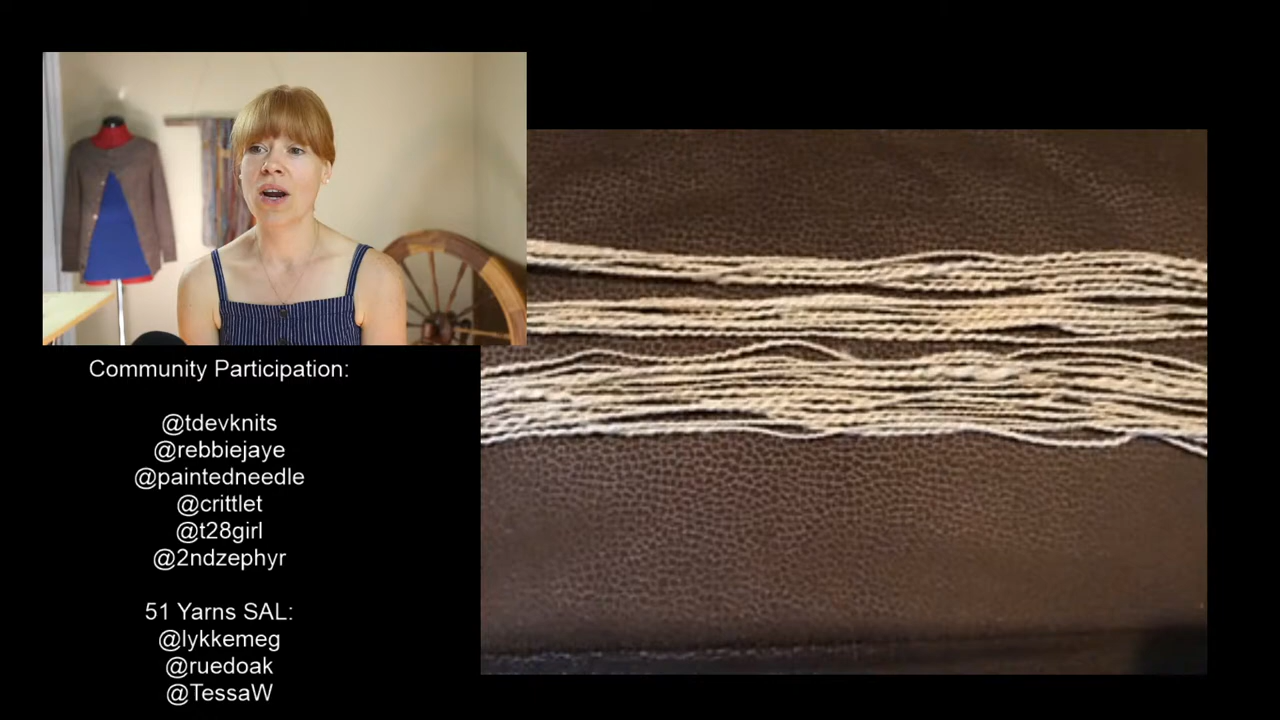 Community Participation:
@tdevknits
@rebbiejaye
@paintedneedle
@crittlet
@t28girl
@2ndzephyr
51 Yarns SAL:
@lykkemeg
@ruedoak
@TessaW